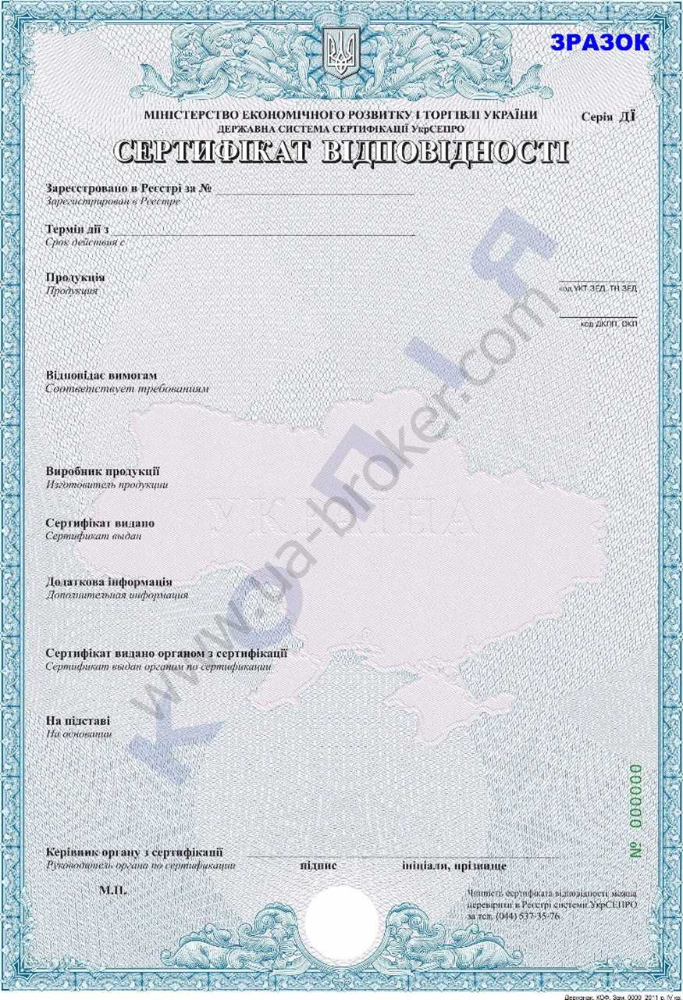 ЗРАЗОК
МІНІСТЕРСТВО ЕКОНОМІЧНОГО РОЗВИТКУ І ТОРГІВЛІ УКРАЇНИ
Серія ДЇ
ДЕРЖАВНА СИСТЕМА СЕРТИФІКАЦІЇ УкрСЕПРО
СЕРТИФІКАТ ВІДПОВІДНОСТІ
Зареєстровано в Реєстрі за №
Зарегистрирован в Реестре
Термін дії з
Срок действия с
Продукція
Продукция
код УКТ ЗЕД, ТН ЗЕД
код ДКПП, ОКП
Відповідає вимогам
Соответствует требованиям
Виробник продукції
Изготовитель продукции
УКРАЇНА
Сертифікат видано
Сертификат выдан
Додаткова інформація
Дополнительная информация
Сертифікат видано органом з сертифікації
Сертификат выдан органом по сертификации
На підставі
На основании
КОПІЯ
www.ua-broker.com
№ 000000
Керівник органу з сертифікації
Руководитель органа по сертификации
підпис
ініціали, прізвище
М.П.
Чинність сертифіката відповідності можна
перевірити в Реєстрі системи УкрСЕПРО
за тел. (044) 537-35-76
Держзнак. КОФ. Зам. 0000. 2011 р. IV кв.